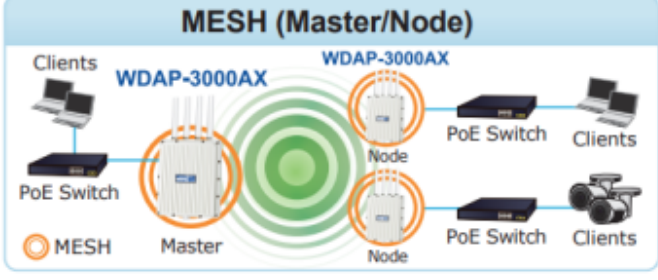 MESH (Master/Node)
Clients
WDAP-3000AX
WDAP-3000AX
PoE Switch
Clients
Node
PoE Switch
MESH
Master
PoE Switch
Clients
Node